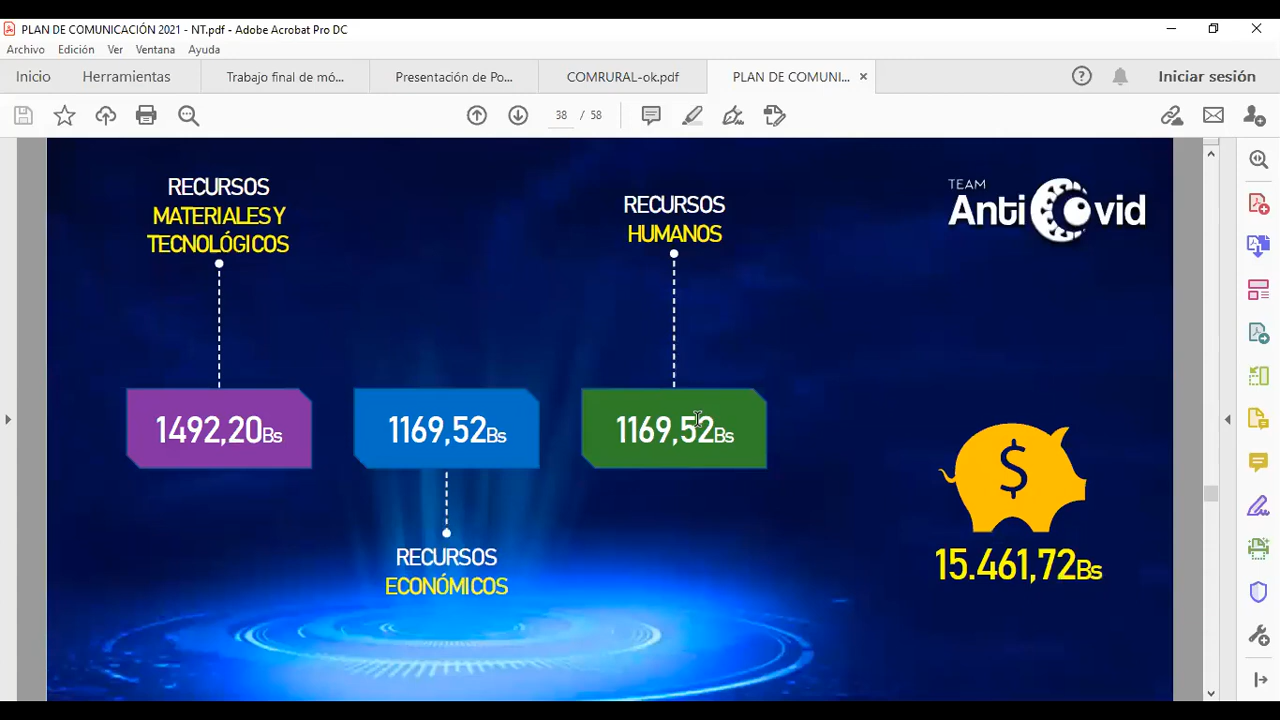 PLAN DE COMUNICACIÓN 2021 - NT.pdf - Adobe Acrobat Pro DC
Archivo Edición Ver Ventana Ayuda
Inicio Herramientas Trabajo final de mó... Presentación de Po... COMRURAL-ok.pdf PLAN DE COMUNI... × Iniciar sesión
38 / 58
RECURSOS
MATERIALES Y
TECNOLÓGICOS
RECURSOS
HUMANOS
TEAM
Anti Covid
1492,20Bs
1169,52Bs
1169,52Bs
RECURSOS
ECONÓMICOS
$
15.461,72Bs